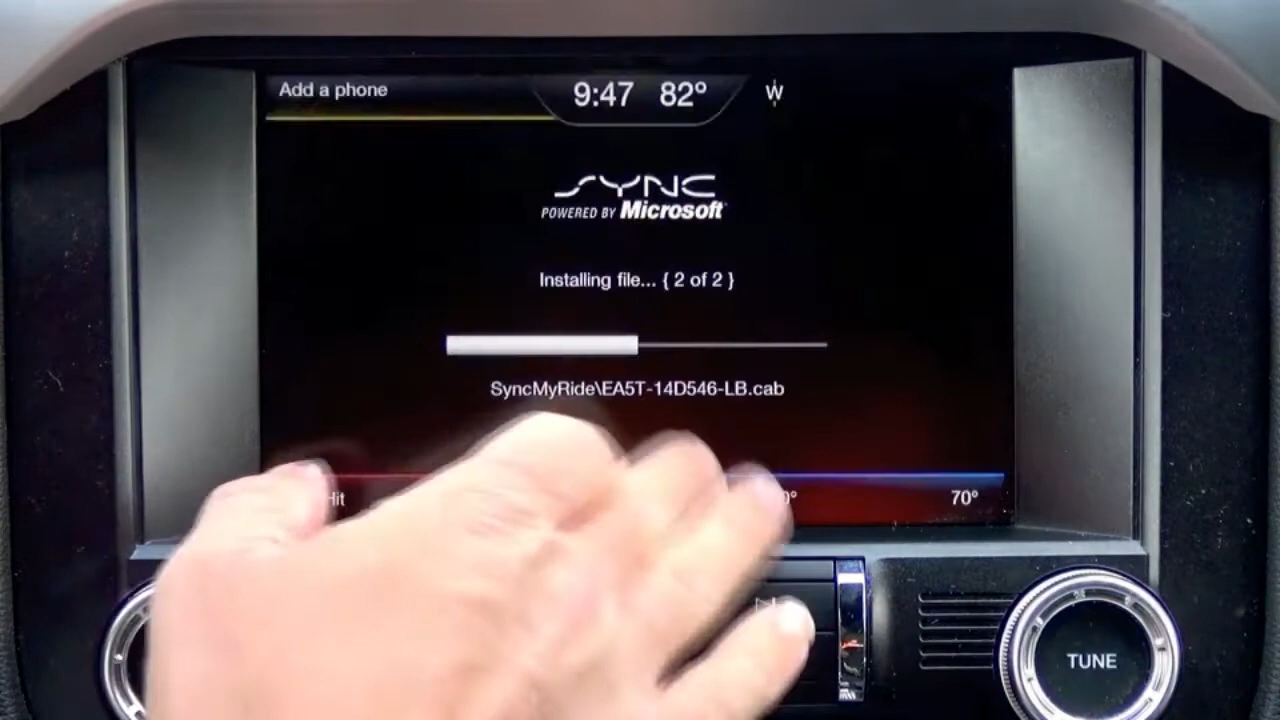 Add a phone
9:47 82°
W
SYNC
POWERED BY Microsoft
Installing file... { 2 of 2 }
SyncMyRide\EA5T-14D546-LB.cab
70°
TUNE